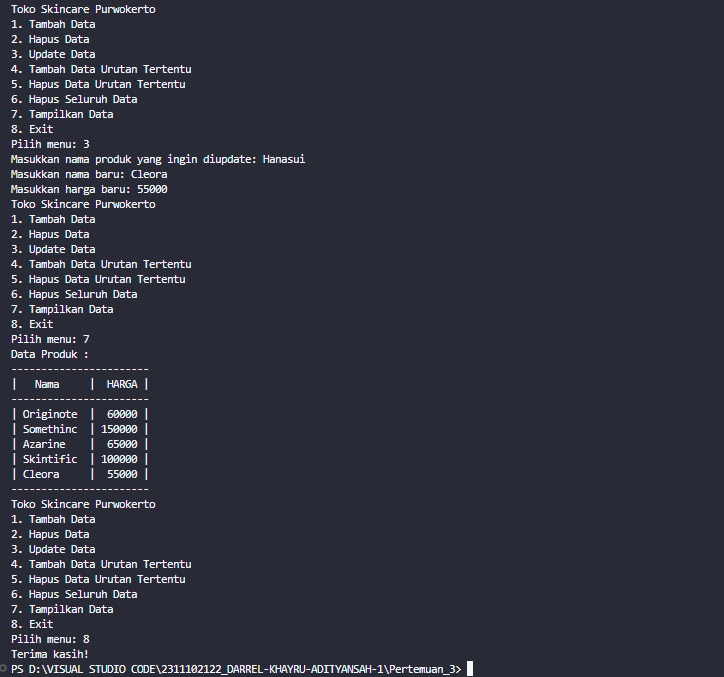 Toko Skincare Purwokerto
1. Tambah Data
2. Hapus Data
3. Update Data
4. Tambah Data Urutan Tertentu
5. Hapus Data Urutan Tertentu
6. Hapus Seluruh Data
7. Tampilkan Data
8. Exit
Pilih menu: 3
Masukkan nama produk yang ingin diupdate: Hanasui
Masukkan nama baru: Cleora
Masukkan harga baru: 55000
Toko Skincare Purwokerto
1. Tambah Data
2. Hapus Data
3. Update Data
4. Tambah Data Urutan Tertentu
5. Hapus Data Urutan Tertentu
6. Hapus Seluruh Data
7. Tampilkan Data
8. Exit
Pilih menu: 7
Data Produk :
-----------------------
|   Nama     |  HARGA |
-----------------------
| Originote  |  60000 |
| Somethinc  | 150000 |
| Azarine    |  65000 |
| Skintific  | 100000 |
| Cleora     |  55000 |
-----------------------
Toko Skincare Purwokerto
1. Tambah Data
2. Hapus Data
3. Update Data
4. Tambah Data Urutan Tertentu
5. Hapus Data Urutan Tertentu
6. Hapus Seluruh Data
7. Tampilkan Data
8. Exit
Pilih menu: 8
Terima kasih!
PS D:\VISUAL STUDIO CODE\2311102122_DARREL-KHAYRU-ADITYANSAH-1\Pertemuan_3>